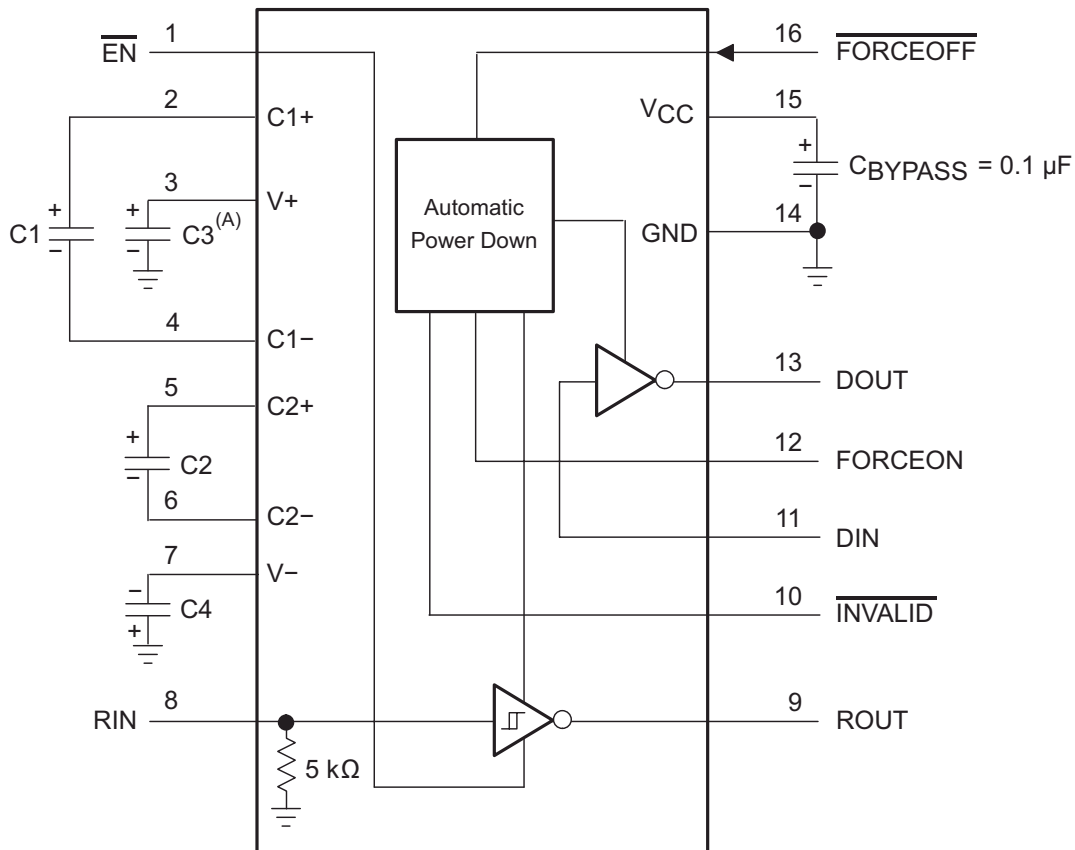 1
EN
2
C1+
3
V+
C1
+
−
+
−
C3(A)
4
C1−
5
C2+
+
−
C2
6
C2−
7
V−
−
+
C4
8
RIN
5 kΩ
Automatic
Power Down
16
FORCEOFF
15
VCC
+
−
CBYPASS = 0.1 µF
14
GND
13
DOUT
12
FORCEON
11
DIN
10
INVALID
9
ROUT